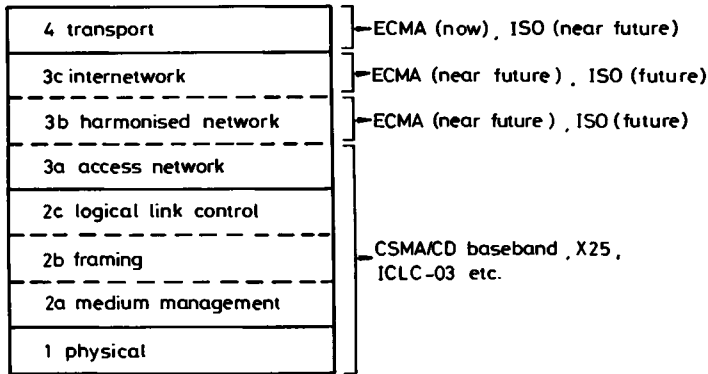 4 transport
ECMA (now), ISO (near future)
3c internetwork
ECMA (near future), ISO (future)
3b harmonised network
ECMA (near future), ISO (future)
3a access network
2c logical link control
CSMA/CD baseband, X25,
2b framing
ICLC-03 etc.
2a medium management
1 physical